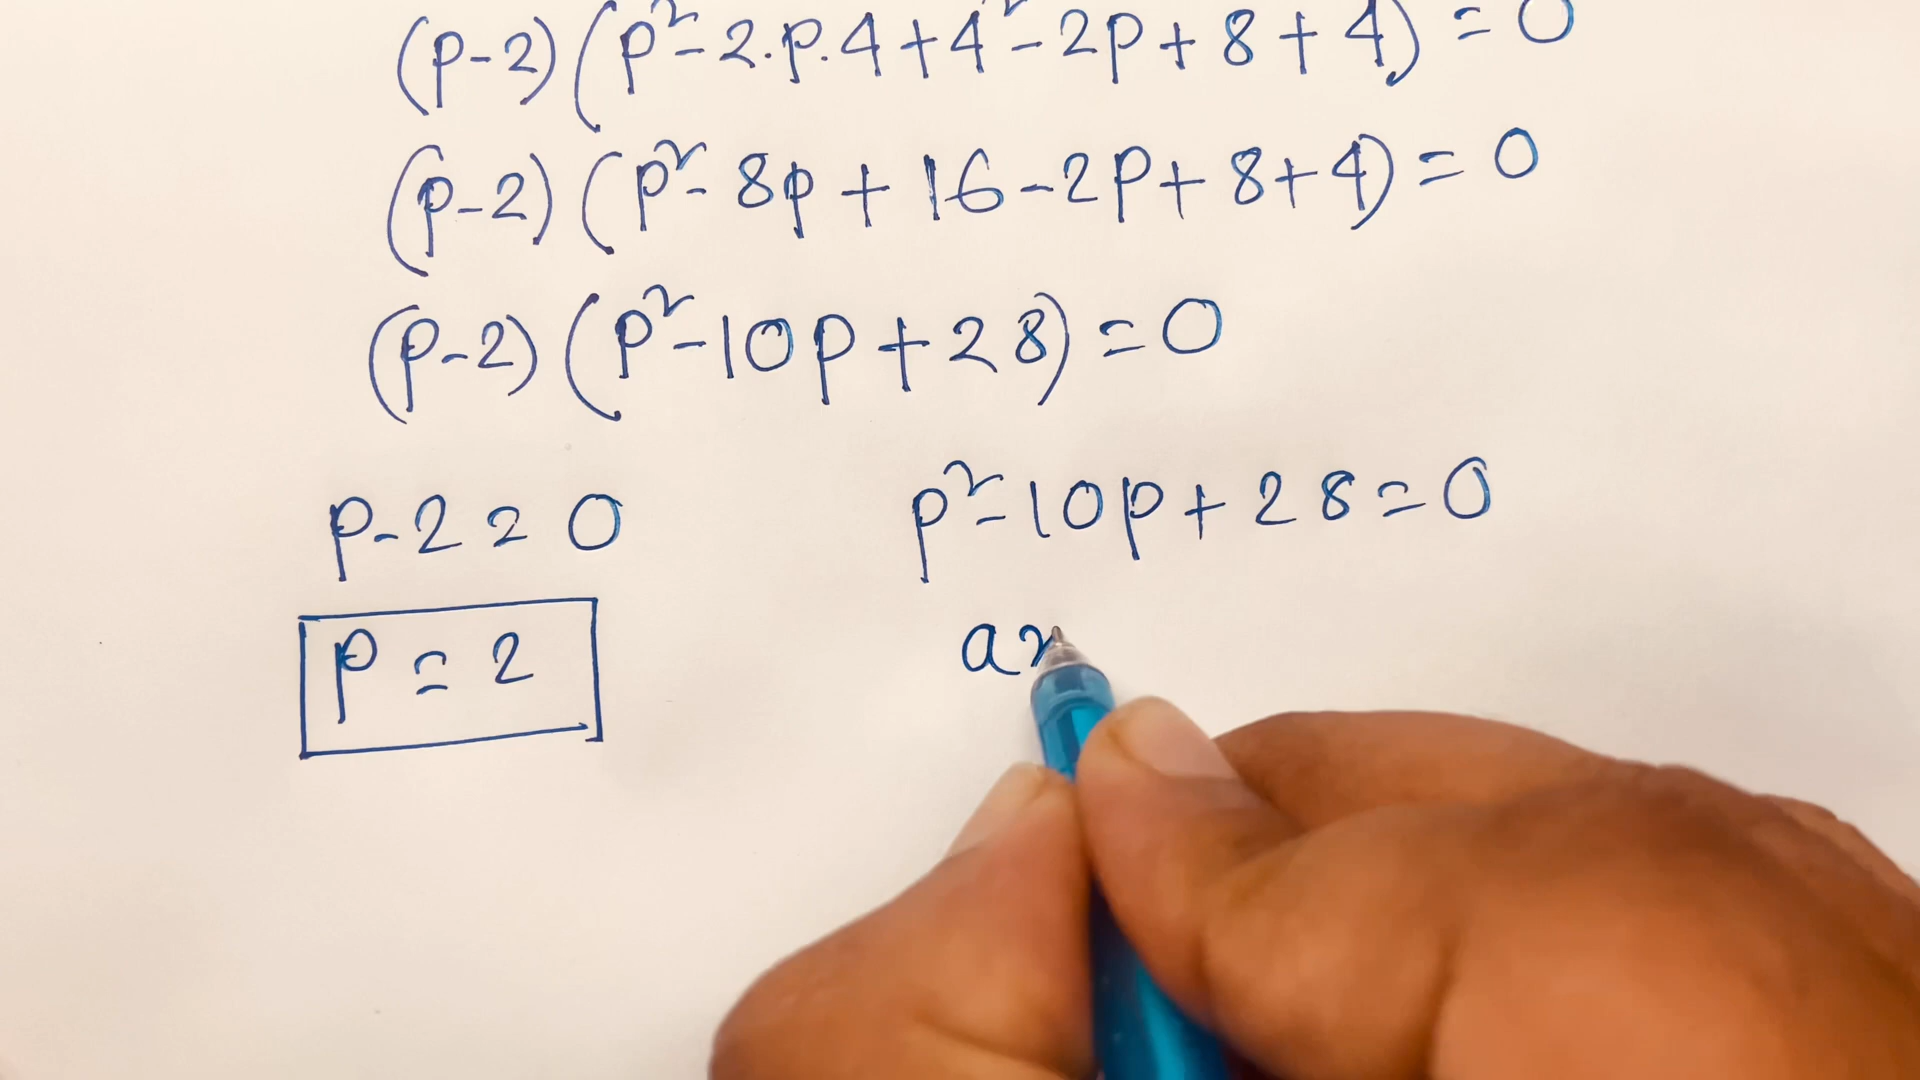 (p-2)(p²-2.p.4+4²-2p+8+4)=0
(p-2)(p²-8p+16-2p+8+4)=0
(p-2)(p²-10p+28)=0
p-2=0
p=2
p²-10p+28=0
ax